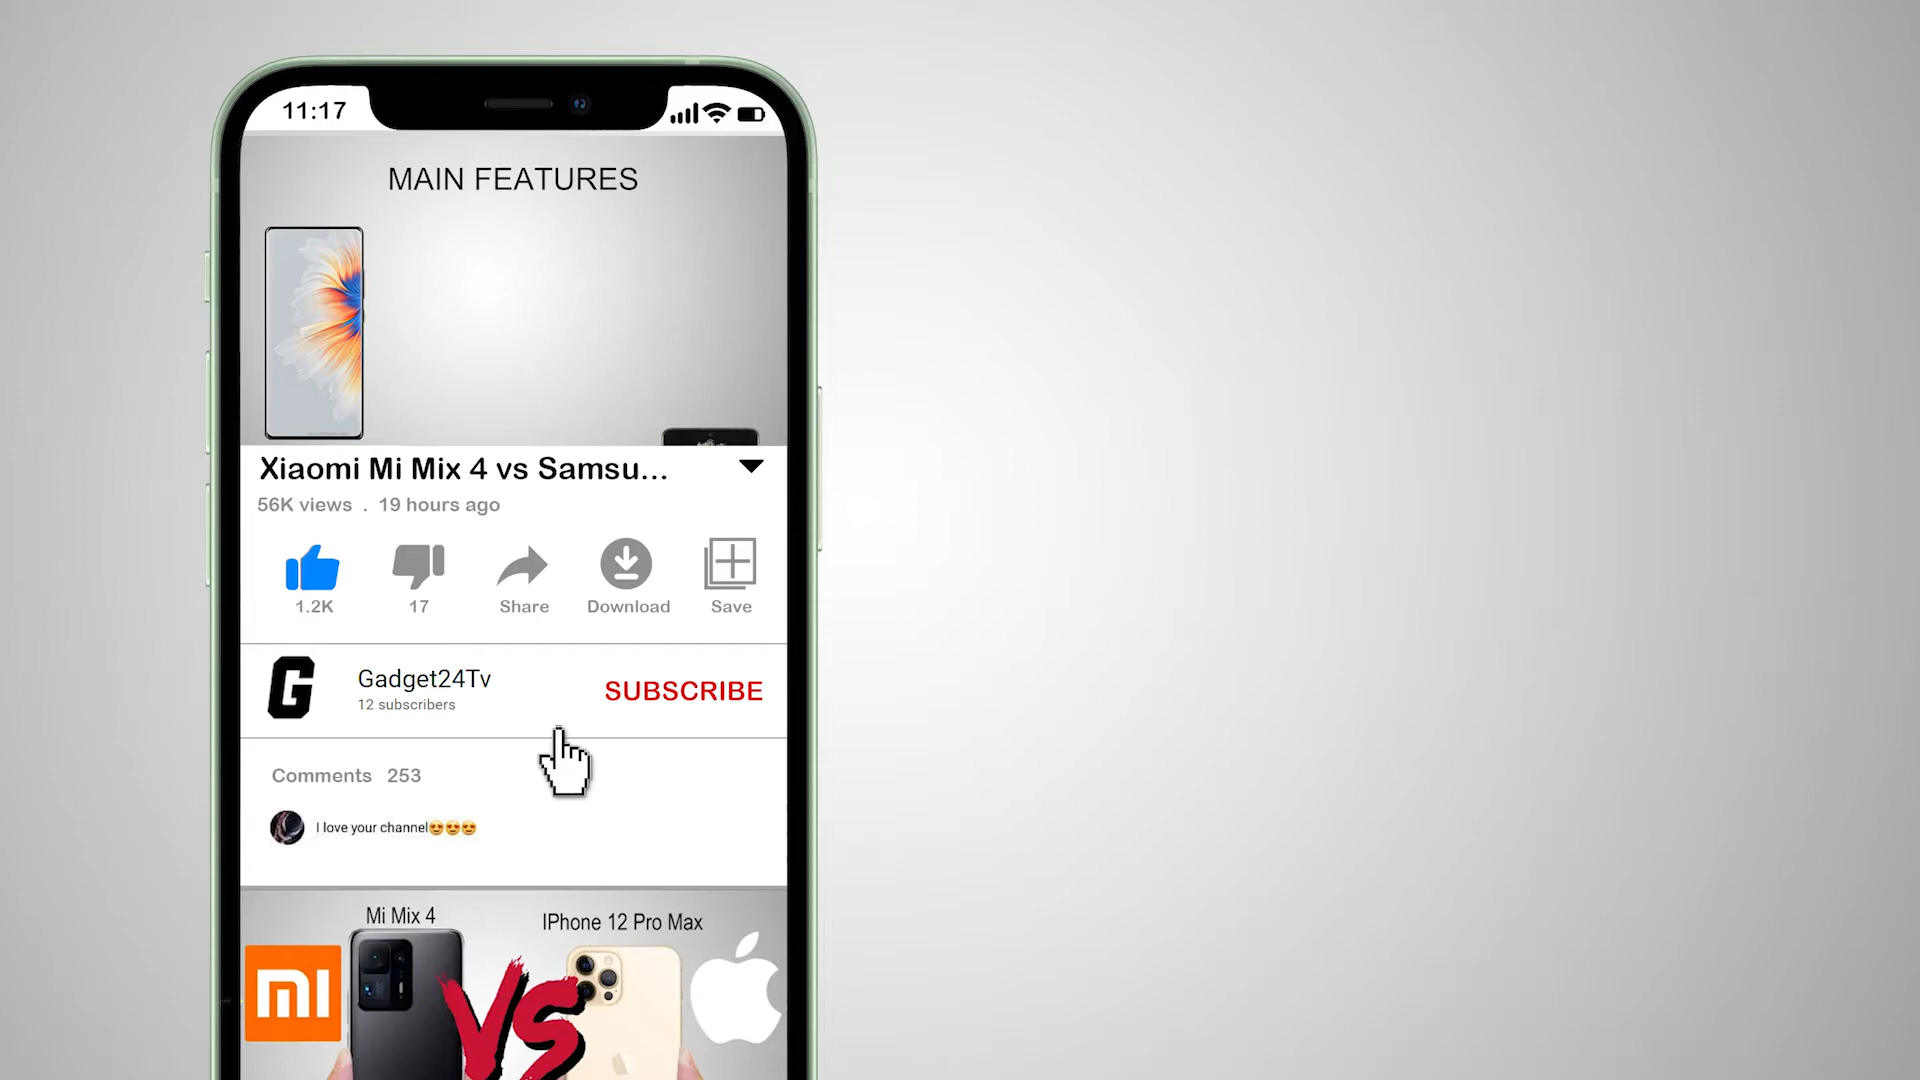 11:17
MAIN FEATURES
Xiaomi Mi Mix 4 vs Samsu...
56K views . 19 hours ago
1.2K 17 Share Download Save
G
Gadget24Tv
12 subscribers
SUBSCRIBE
Comments 253
I love your channel😍😍😍
Mi Mix 4
IPhone 12 Pro Max
mi
VS